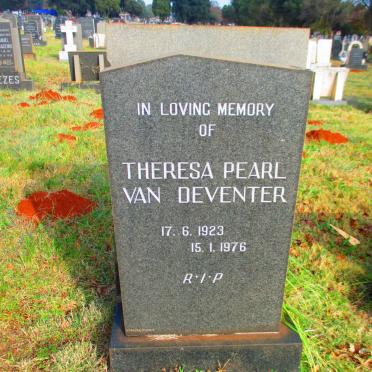 IN LOVING MEMORY
OF
THERESA PEARL
VAN DEVENTER
17. 6. 1923
15. 1. 1976
R·I·P